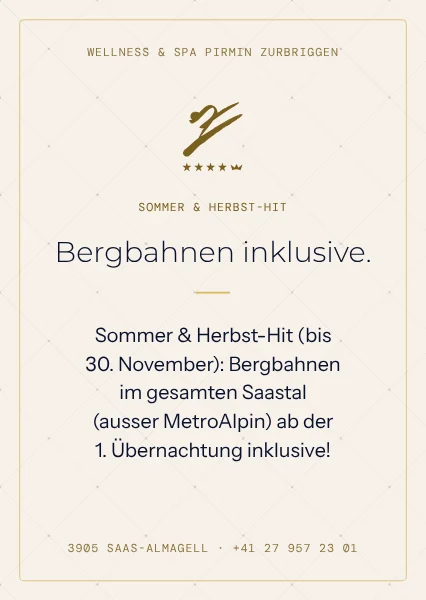 WELLNESS & SPA PIRMIN ZURBRIGGEN
SOMMER & HERBST-HIT
Bergbahnen inklusive.
Sommer & Herbst-Hit (bis
30. November): Bergbahnen
im gesamten Saastal
(ausser MetroAlpin) ab der
1. Übernachtung inklusive!
3905 SAAS-ALMAGELL · +41 27 957 23 01